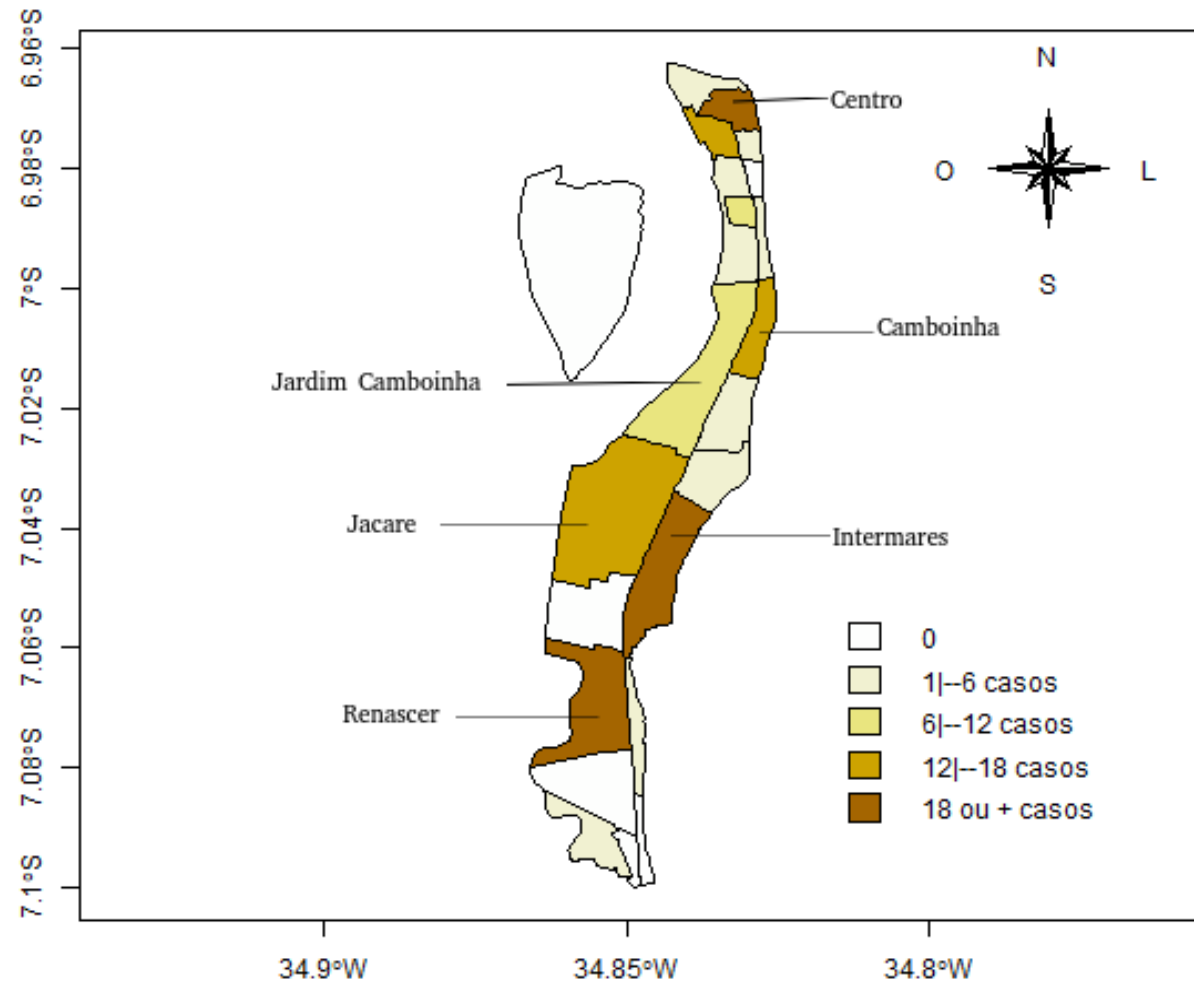 6.96°S
6.98°S
7°S
7.02°S
7.04°S
7.06°S
7.08°S
7.1°S
34.9°W
34.85°W
34.8°W
N
O
L
S
Centro
Camboinha
Jardim Camboinha
Jacare
Intermares
Renascer
0
1|--6 casos
6|--12 casos
12|--18 casos
18 ou + casos